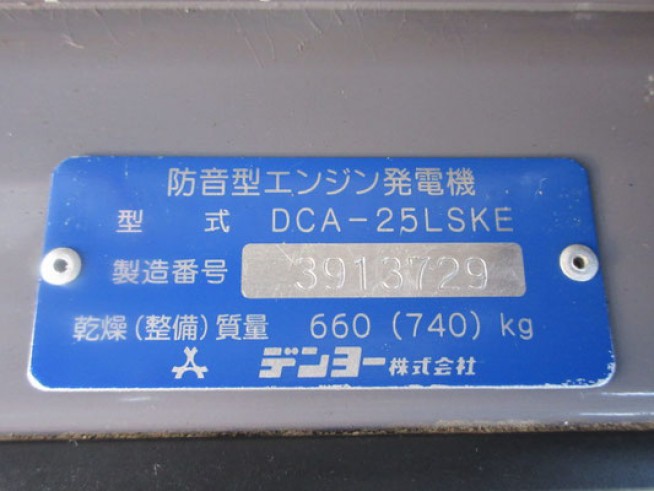 防音型エンジン発電機
型 式 DCA-25LSKE
製造番号 3913729
乾燥(整備)質量 660(740)kg
デンヨー株式会社